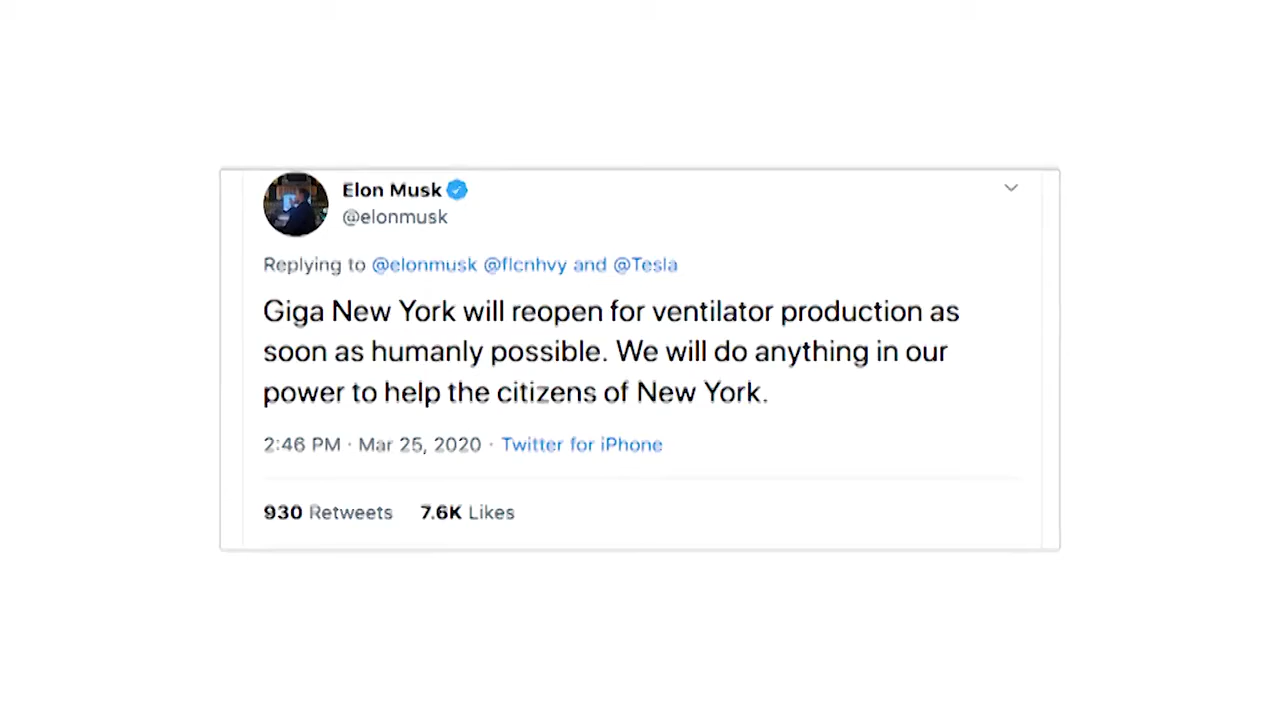 Elon Musk
@elonmusk
Replying to @elonmusk @flcnhvy and @Tesla
Giga New York will reopen for ventilator production as
soon as humanly possible. We will do anything in our
power to help the citizens of New York.
2:46 PM · Mar 25, 2020 · Twitter for iPhone
930 Retweets 7.6K Likes